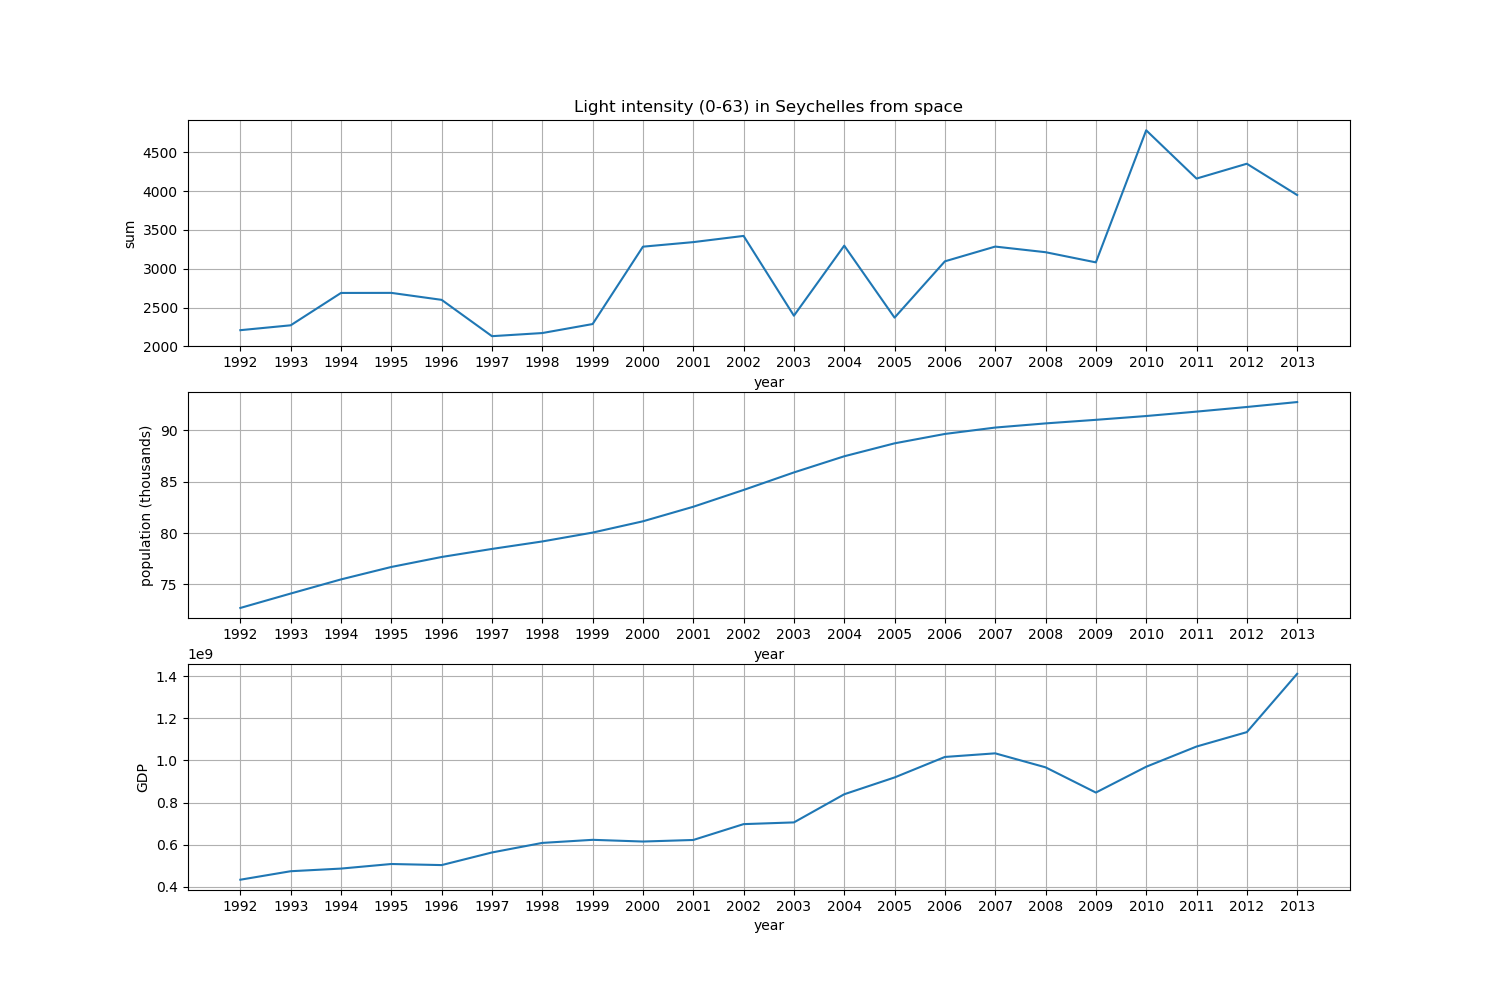 Light intensity (0-63) in Seychelles from space
4500
4000
3500
3000
2500
2000
sum
1992 1993 1994 1995 1996 1997 1998 1999 2000 2001 2002 2003 2004 2005 2006 2007 2008 2009 2010 2011 2012 2013
year
90
85
80
75
population (thousands)
1992 1993 1994 1995 1996 1997 1998 1999 2000 2001 2002 2003 2004 2005 2006 2007 2008 2009 2010 2011 2012 2013
year
1e9
1.4
1.2
1.0
0.8
0.6
0.4
GDP
1992 1993 1994 1995 1996 1997 1998 1999 2000 2001 2002 2003 2004 2005 2006 2007 2008 2009 2010 2011 2012 2013
year